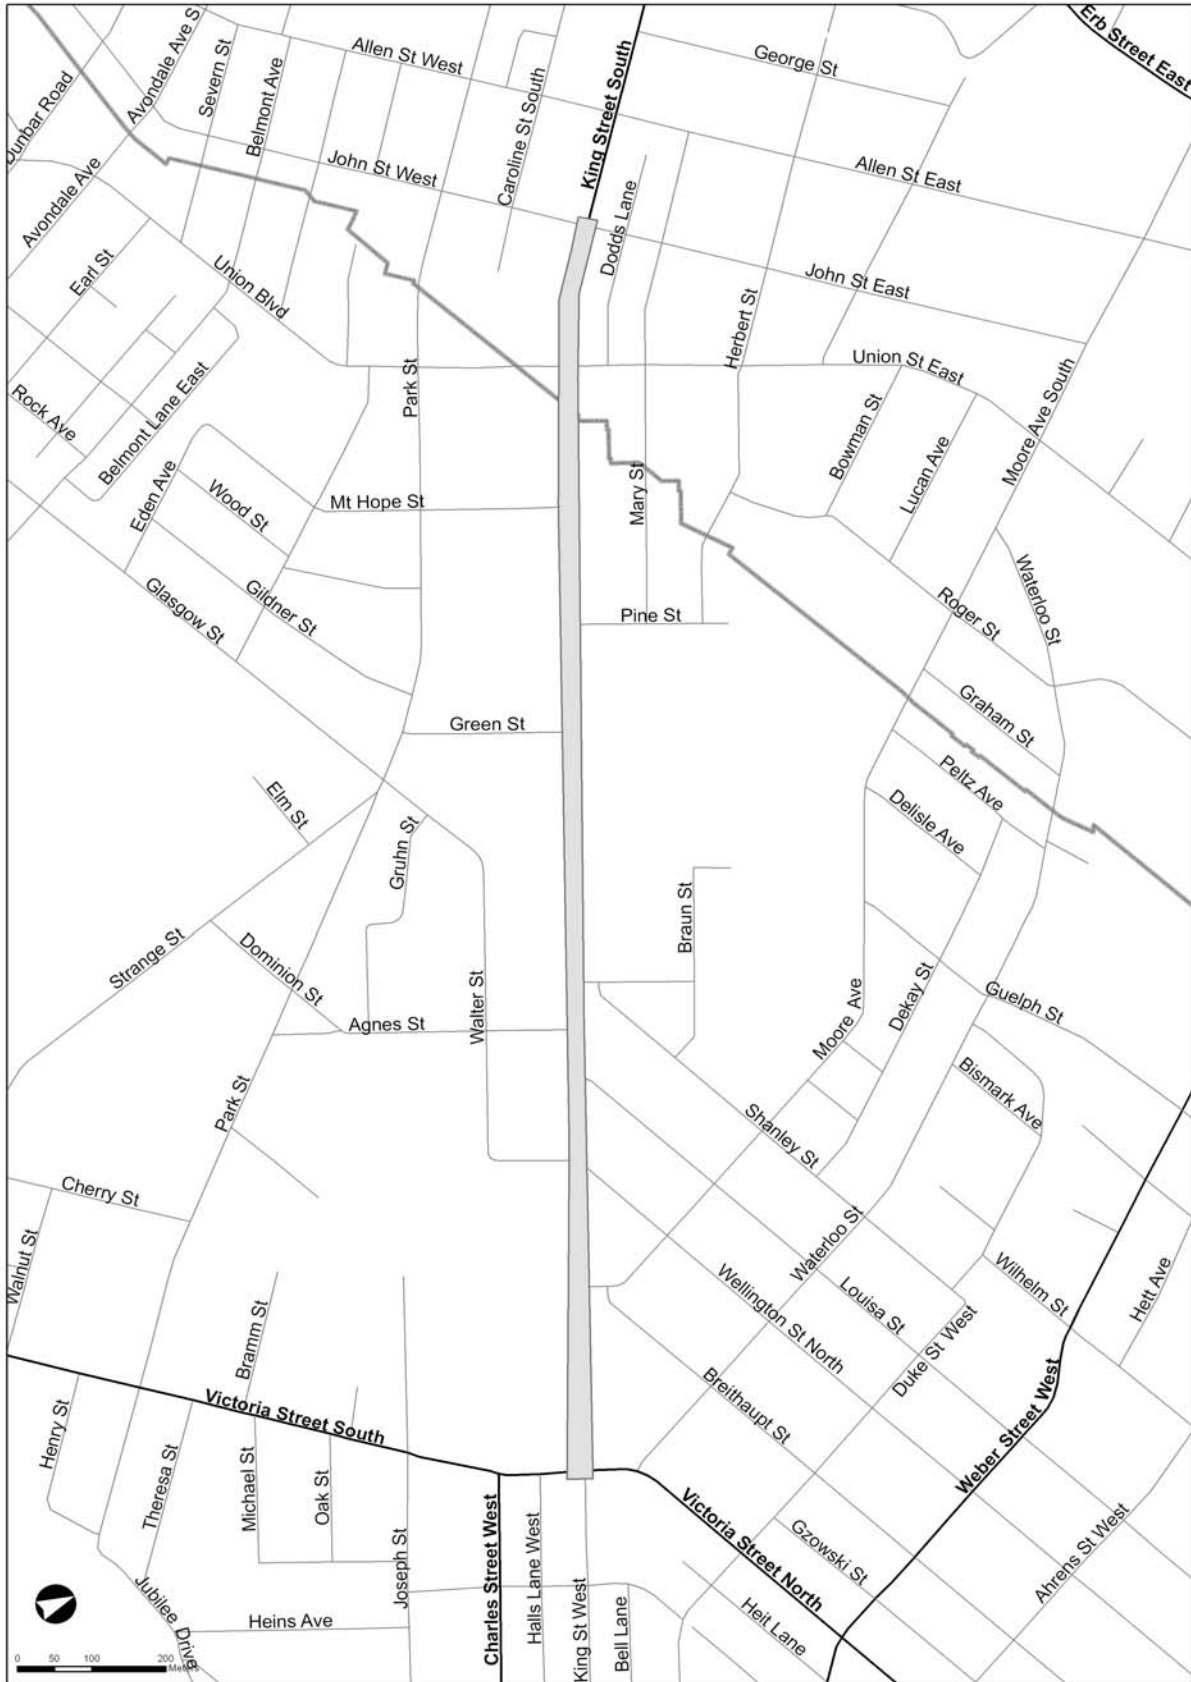 Erb Street East
Avondale Ave S
Severn St
Allen St West
King Street South
George St
Belmont Ave
Dunbar Road
Caroline St South
John St West
Allen St East
Avondale Ave
Dodds Lane
Earl St
Union Blvd
John St East
Herbert St
Union St East
Park St
Rock Ave
Belmont Lane East
Bowman St
Moore Ave South
Lucan Ave
Eden Ave
Wood St
Mt Hope St
Mary St
Glasgow St
Gildner St
Pine St
Roger St
Waterloo St
Graham St
Green St
Peltz Ave
Elm St
Gruhn St
Delisle Ave
Braun St
Strange St
Dominion St
Walter St
Agnes St
Moore Ave
Dekay St
Guelph St
Bismark Ave
Park St
Shanley St
Cherry St
Walnut St
Waterloo St
Wilhelm St
Hett Ave
Wellington St North
Louisa St
Bramm St
Duke St West
Breithaupt St
Victoria Street South
Henry St
Weber Street West
Theresa St
Michael St
Oak St
Joseph St
Charles Street West
Halls Lane West
King St West
Bell Lane
Victoria Street North
Gzowski St
Ahrens St West
Heit Lane
Jubilee Drive
Heins Ave
0 50 100 200
Meters